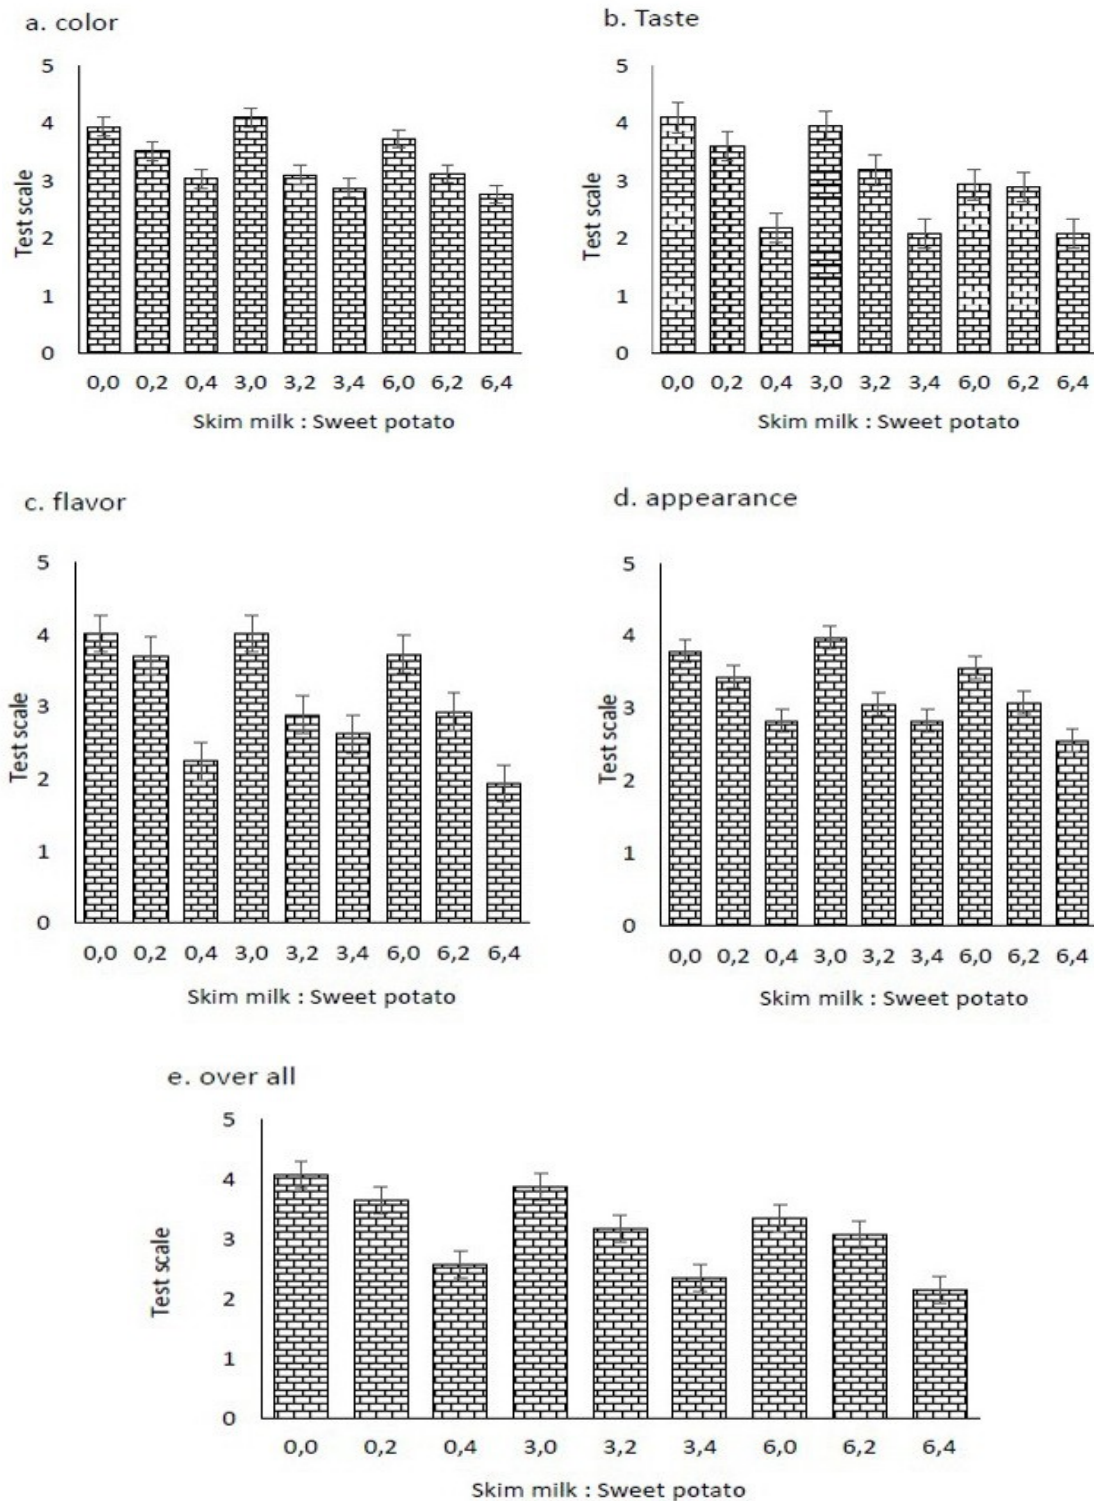 a. color
5
4
3
2
1
0
Test scale
0,0 0,2 0,4 3,0 3,2 3,4 6,0 6,2 6,4
Skim milk : Sweet potato
b. Taste
5
4
3
2
1
0
Test scale
0,0 0,2 0,4 3,0 3,2 3,4 6,0 6,2 6,4
Skim milk : Sweet potato
c. flavor
5
4
3
2
1
0
Test scale
0,0 0,2 0,4 3,0 3,2 3,4 6,0 6,2 6,4
Skim milk : Sweet potato
d. appearance
5
4
3
2
1
0
Test scale
0,0 0,2 0,4 3,0 3,2 3,4 6,0 6,2 6,4
Skim milk : Sweet potato
e. over all
5
4
3
2
1
0
Test scale
0,0 0,2 0,4 3,0 3,2 3,4 6,0 6,2 6,4
Skim milk : Sweet potato